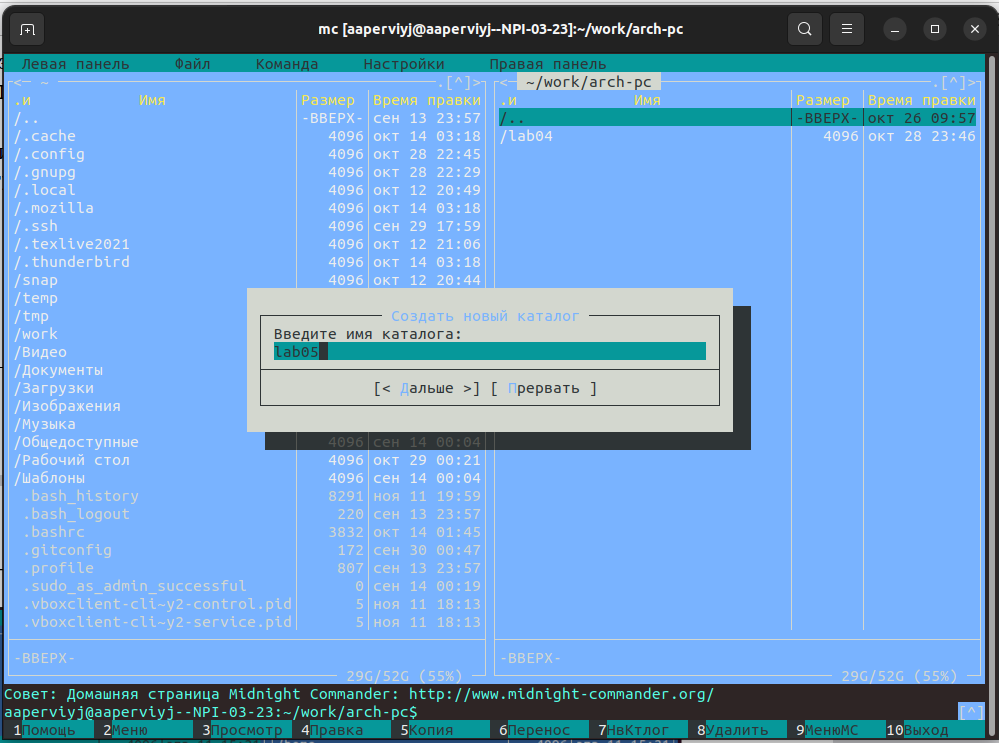 mc [aaperviyj@aaperviyj--NPI-03-23]:~/work/arch-pc
Левая панель Файл Команда Настройки Правая панель
<- ~ .[^]> <- ~/work/arch-pc .[^]>
.и Имя Размер Время правки .и Имя Размер Время правки
/.. -ВВЕРХ- сен 13 23:57 /.. -ВВЕРХ- окт 26 09:57
/.cache 4096 окт 14 03:18 /lab04 4096 окт 28 23:46
/.config 4096 окт 28 22:45
/.gnupg 4096 окт 28 22:29
/.local 4096 окт 12 20:49
/.mozilla 4096 окт 14 03:18
/.ssh 4096 сен 29 17:59
/.texlive2021 4096 окт 12 21:06
/.thunderbird 4096 окт 14 03:18
/snap 4096 окт 12 20:44
/temp
/tmp
/work
/Видео
/Документы
/Загрузки
/Изображения
/Музыка
/Общедоступные 4096 сен 14 00:04
/Рабочий стол 4096 окт 29 00:21
/Шаблоны 4096 сен 14 00:04
.bash_history 8291 ноя 11 19:59
.bash_logout 220 сен 13 23:57
.bashrc 3832 окт 14 01:45
.gitconfig 172 сен 30 00:47
.profile 807 сен 13 23:57
.sudo_as_admin_successful 0 сен 14 00:19
.vboxclient-cli~y2-control.pid 5 ноя 11 18:13
.vboxclient-cli~y2-service.pid 5 ноя 11 18:13
Создать новый каталог
Введите имя каталога:
lab05
[< Дальше >] [ Прервать ]
-ВВЕРХ- -ВВЕРХ-
29G/52G (55%) 29G/52G (55%)
Совет: Домашняя страница Midnight Commander: http://www.midnight-commander.org/
aaperviyj@aaperviyj--NPI-03-23:~/work/arch-pc$ [^]
1Помощь 2Меню 3Просмотр 4Правка 5Копия 6Перенос 7НвКтлог 8Удалить 9МенюМС 10Выход